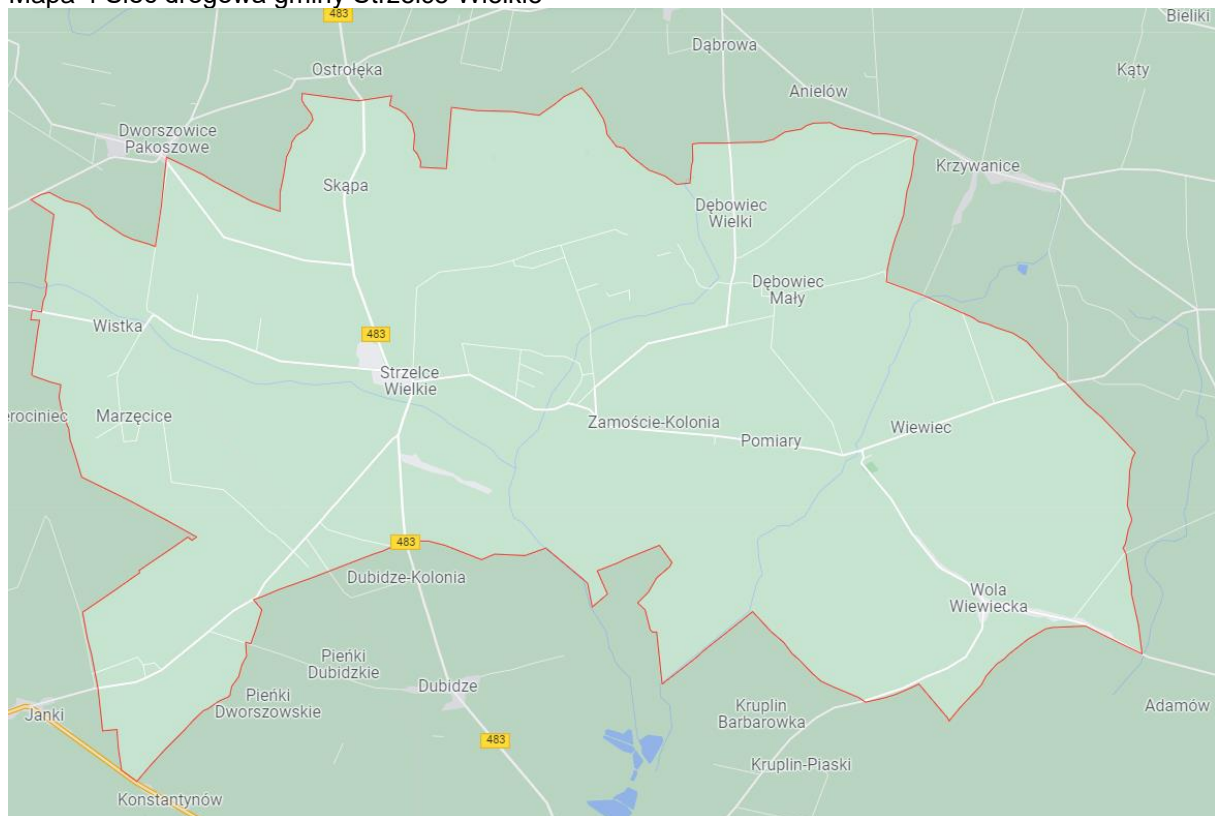 Mapa 4 Sieć drogowa gminy Strzelce Wielkie
483
Bieliki
Dąbrowa
Ostrołęka
Kąty
Anielów
Dworszowice
Pakoszowe
Krzywanice
Skąpa
Dębowiec
Wielki
Dębowiec
Mały
Wistka
483
Strzelce
Wielkie
erociniec
Marzęcice
Zamoście-Kolonia
Pomiary
Wiewiec
483
Dubidze-Kolonia
Wola
Wiewiecka
Pieńki
Dubidzkie
Dubidze
Pieńki
Dworszowskie
Janki
Kruplin
Barbarowka
Adamów
483
Kruplin-Piaski
Konstantynów